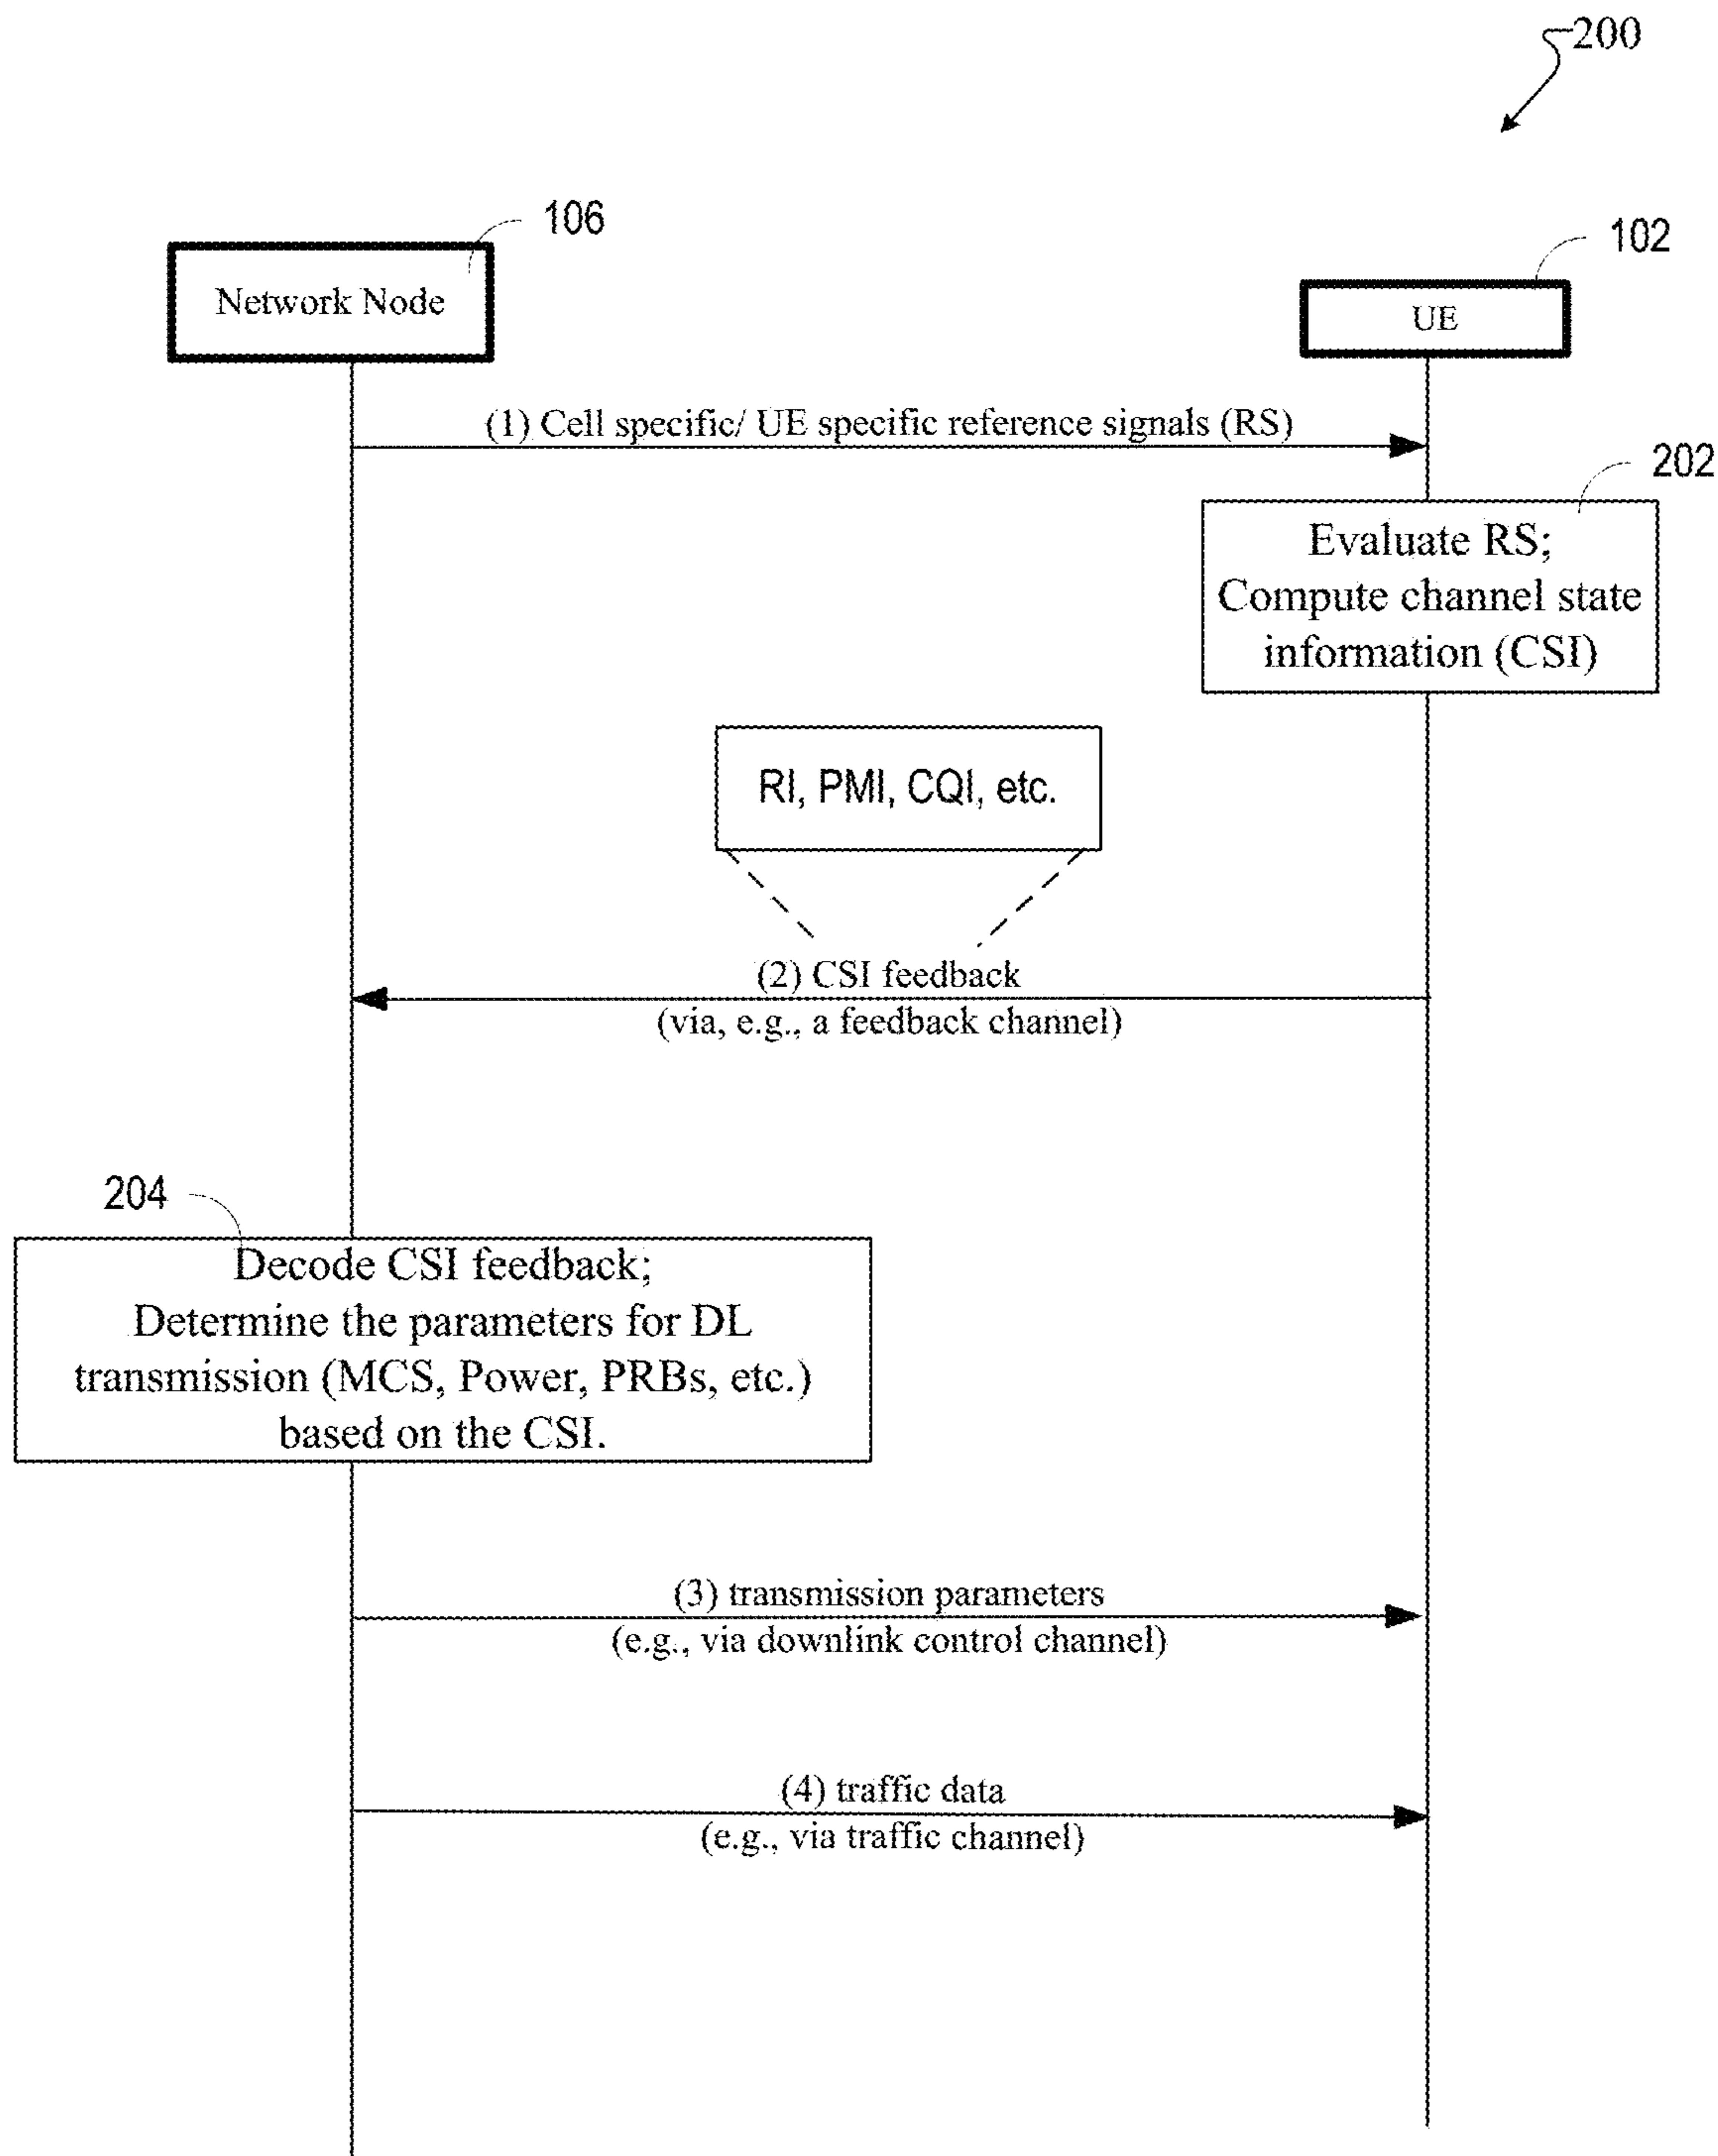 200
106
Network Node
102
UE
(1) Cell specific/ UE specific reference signals (RS)
202
Evaluate RS;
Compute channel state
information (CSI)
RI, PMI, CQI, etc.
(2) CSI feedback
(via, e.g., a feedback channel)
204
Decode CSI feedback;
Determine the parameters for DL
transmission (MCS, Power, PRBs, etc.)
based on the CSI.
(3) transmission parameters
(e.g., via downlink control channel)
(4) traffic data
(e.g., via traffic channel)